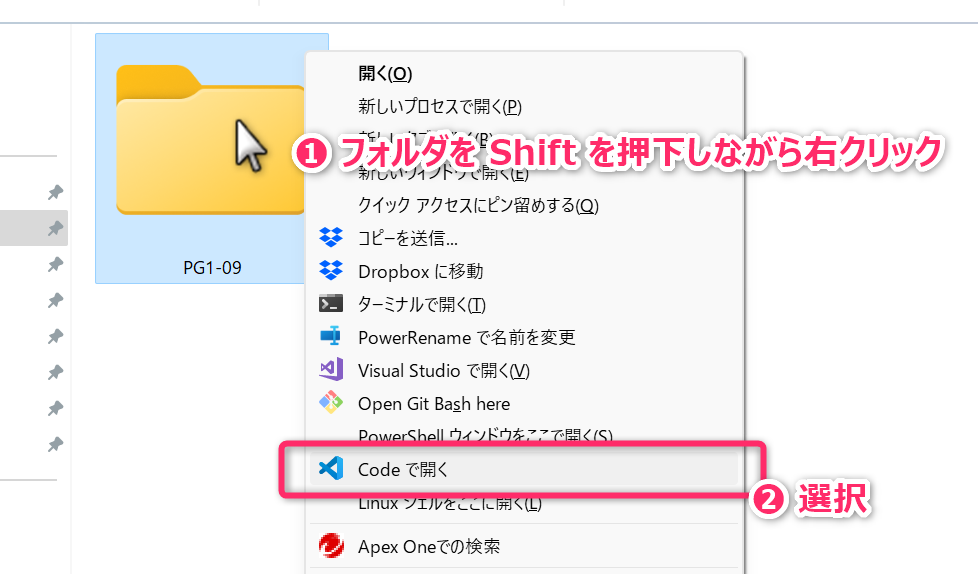 開く(O)
新しいプロセスで開く(P)
❶ フォルダを Shift を押下しながら右クリック
新しいウィンドウで開く(E)
クイック アクセスにピン留めする(Q)
コピーを送信...
PG1-09
Dropbox に移動
ターミナルで開く(T)
PowerRename で名前を変更
Visual Studio で開く(V)
Open Git Bash here
PowerShell ウィンドウをここで開く(S)
Code で開く
❷ 選択
Linux シェルをここに開く(L)
Apex Oneでの検索